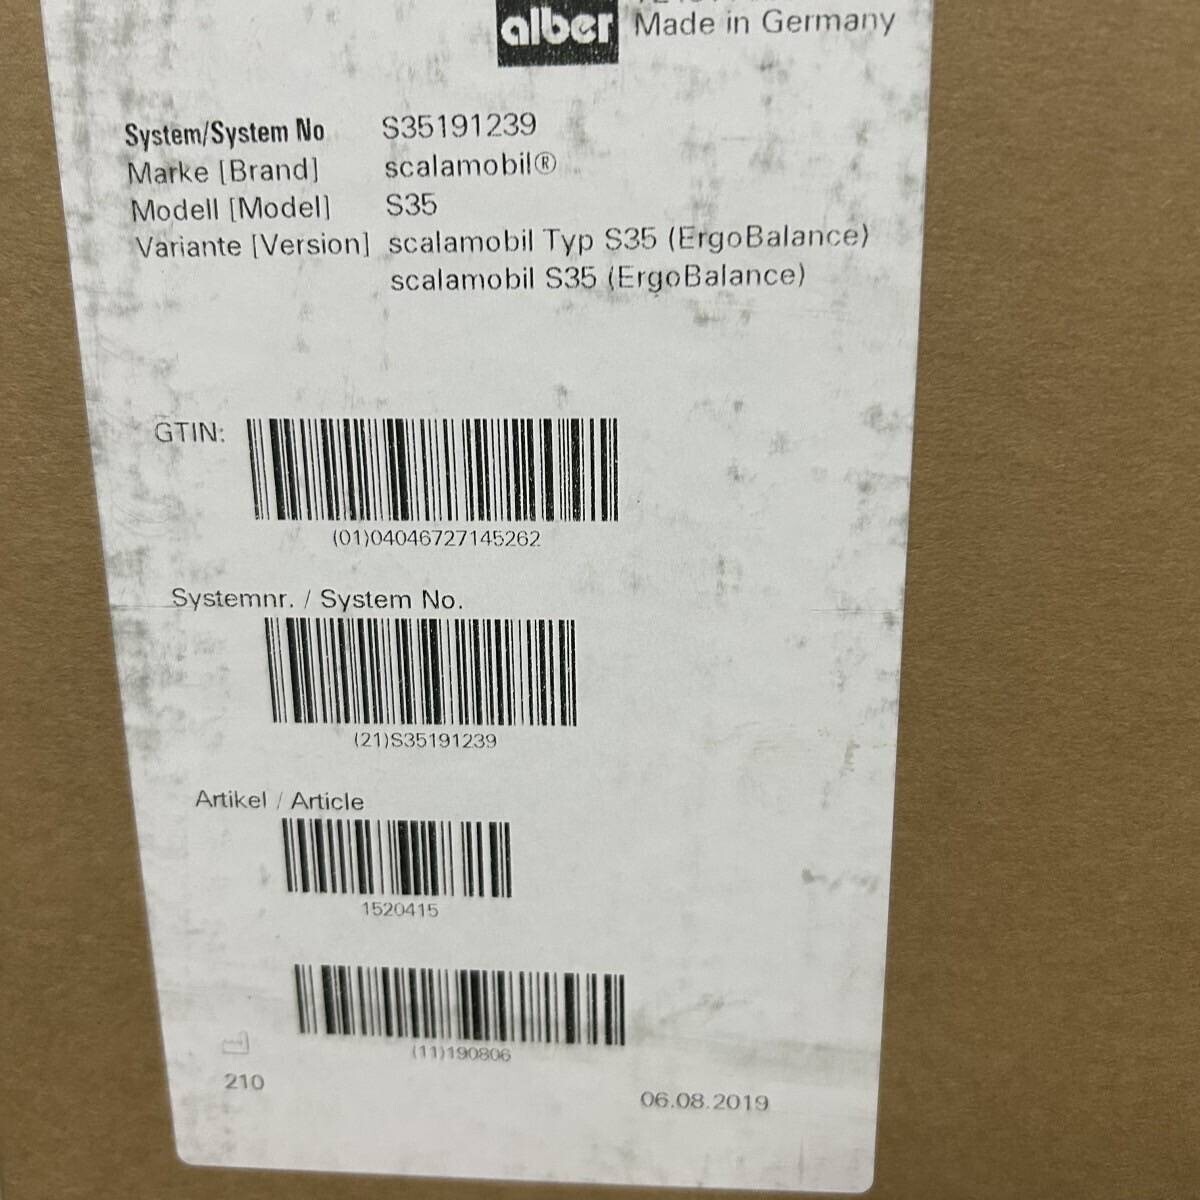 alber Made in Germany
System/System No S35191239
Marke [Brand] scalamobil®
Modell [Model] S35
Variante [Version] scalamobil Typ S35 (ErgoBalance)
scalamobil S35 (ErgoBalance)
GTIN:
(01)04046727145262
Systemnr. / System No.
(21)S35191239
Artikel / Article
1520415
(11)190806
210
06.08.2019